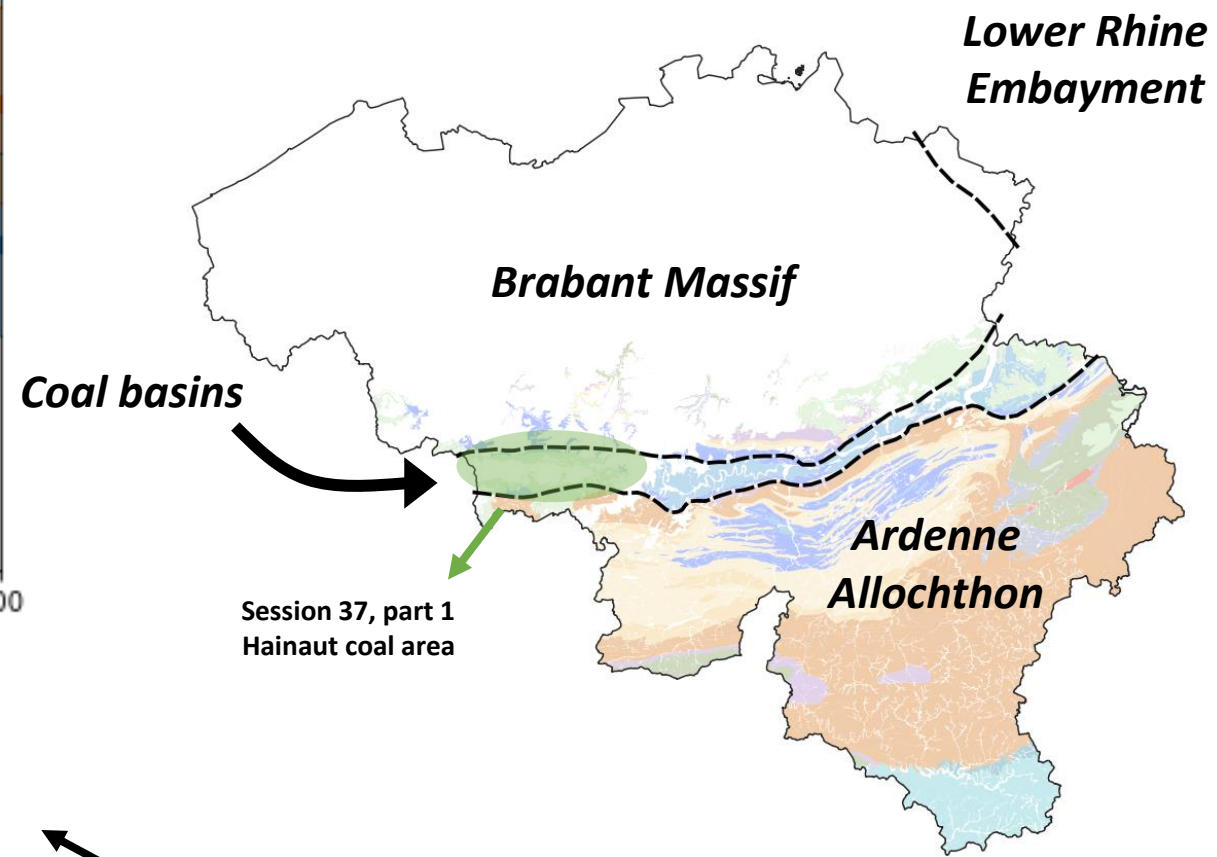 Lower Rhine
Embayment
Brabant Massif
Coal basins
Ardenne
Allochthon
00
Session 37, part 1
Hainaut coal area